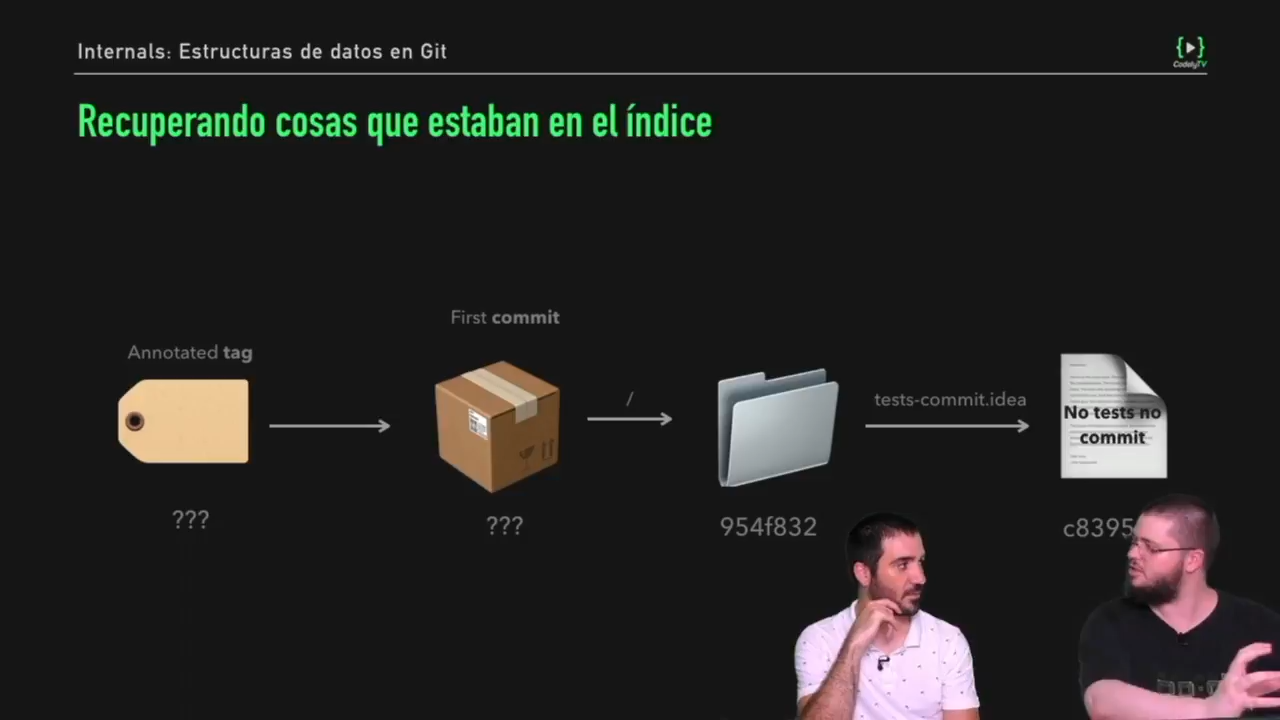 Internals: Estructuras de datos en Git
CodelyTV
Recuperando cosas que estaban en el índice
First commit
Annotated tag
/
tests-commit.idea
No tests no
commit
???
???
954f832
c8395